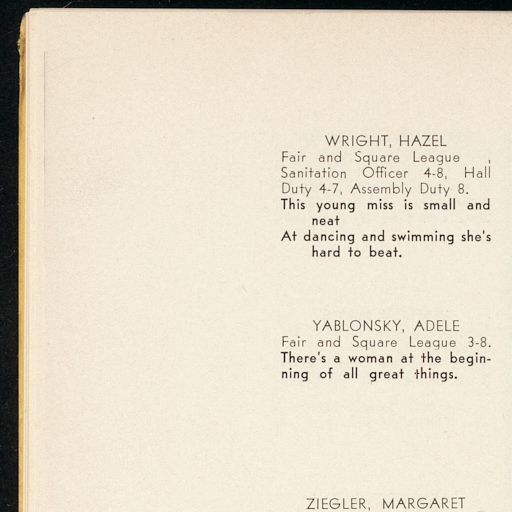 WRIGHT, HAZEL
Fair and Square League ,
Sanitation Officer 4-8, Hall
Duty 4-7, Assembly Duty 8.
This young miss is small and
neat
At dancing and swimming she's
hard to beat.
YABLONSKY, ADELE
Fair and Square League 3-8.
There's a woman at the begin-
ning of all great things.
ZIEGLER, MARGARET